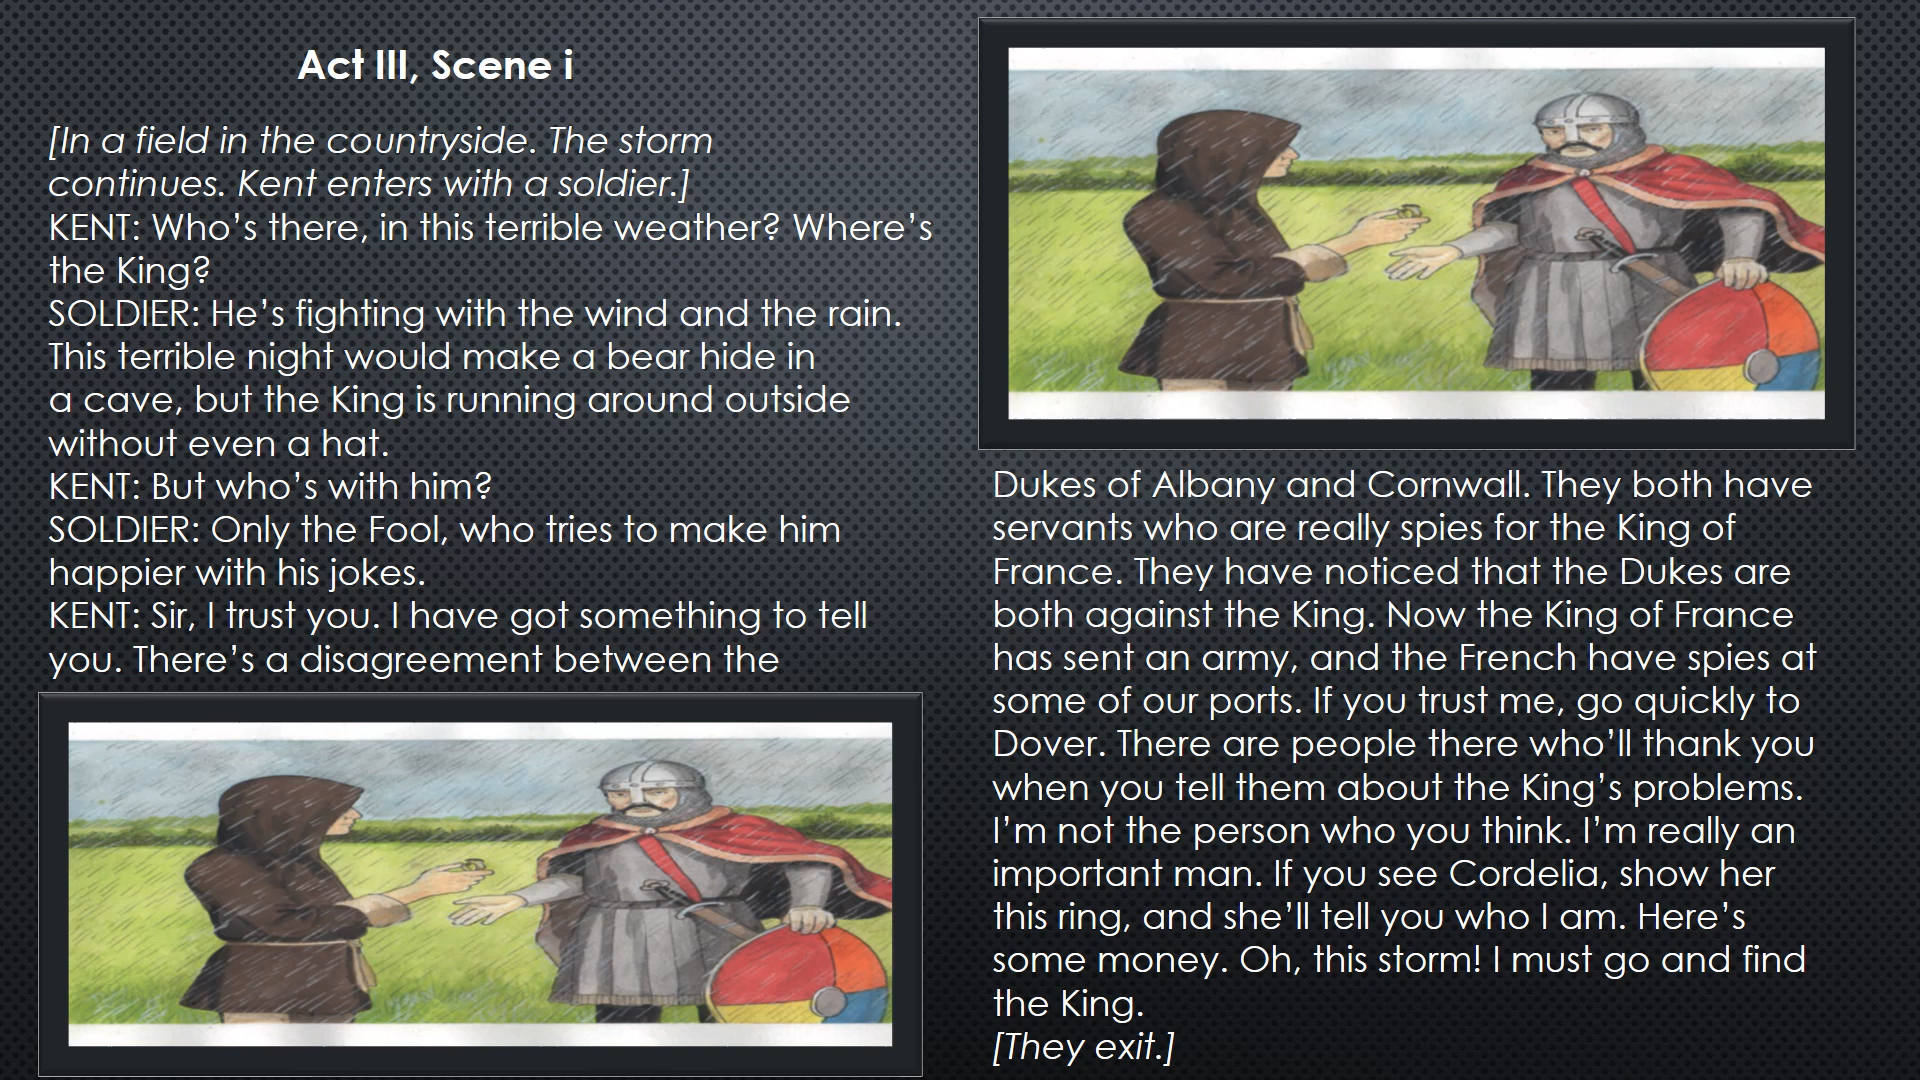 Act III, Scene i
[In a field in the countryside. The storm
continues. Kent enters with a soldier.]
KENT: Who’s there, in this terrible weather? Where’s
the King?
SOLDIER: He’s fighting with the wind and the rain.
This terrible night would make a bear hide in
a cave, but the King is running around outside
without even a hat.
KENT: But who’s with him?
SOLDIER: Only the Fool, who tries to make him
happier with his jokes.
KENT: Sir, I trust you. I have got something to tell
you. There’s a disagreement between the
Dukes of Albany and Cornwall. They both have
servants who are really spies for the King of
France. They have noticed that the Dukes are
both against the King. Now the King of France
has sent an army, and the French have spies at
some of our ports. If you trust me, go quickly to
Dover. There are people there who’ll thank you
when you tell them about the King’s problems.
I’m not the person who you think. I’m really an
important man. If you see Cordelia, show her
this ring, and she’ll tell you who I am. Here’s
some money. Oh, this storm! I must go and find
the King.
[They exit.]